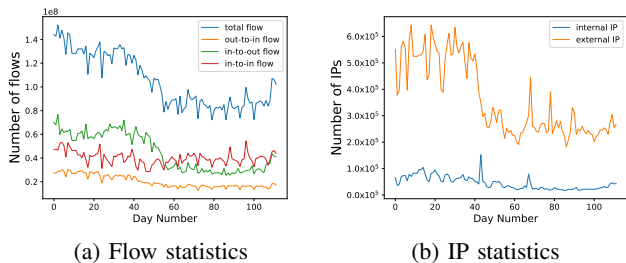 1e8
total flow
out-to-in flow
in-to-out flow
in-to-in flow
1.4
1.2
1.0
0.8
0.6
0.4
0.2
Number of flows
0 20 40 60 80 100
Day Number
(a) Flow statistics
internal IP
external IP
6.0x10⁵
5.0x10⁵
4.0x10⁵
3.0x10⁵
2.0x10⁵
1.0x10⁵
0.0x10⁵
Number of IPs
0 20 40 60 80 100
Day Number
(b) IP statistics